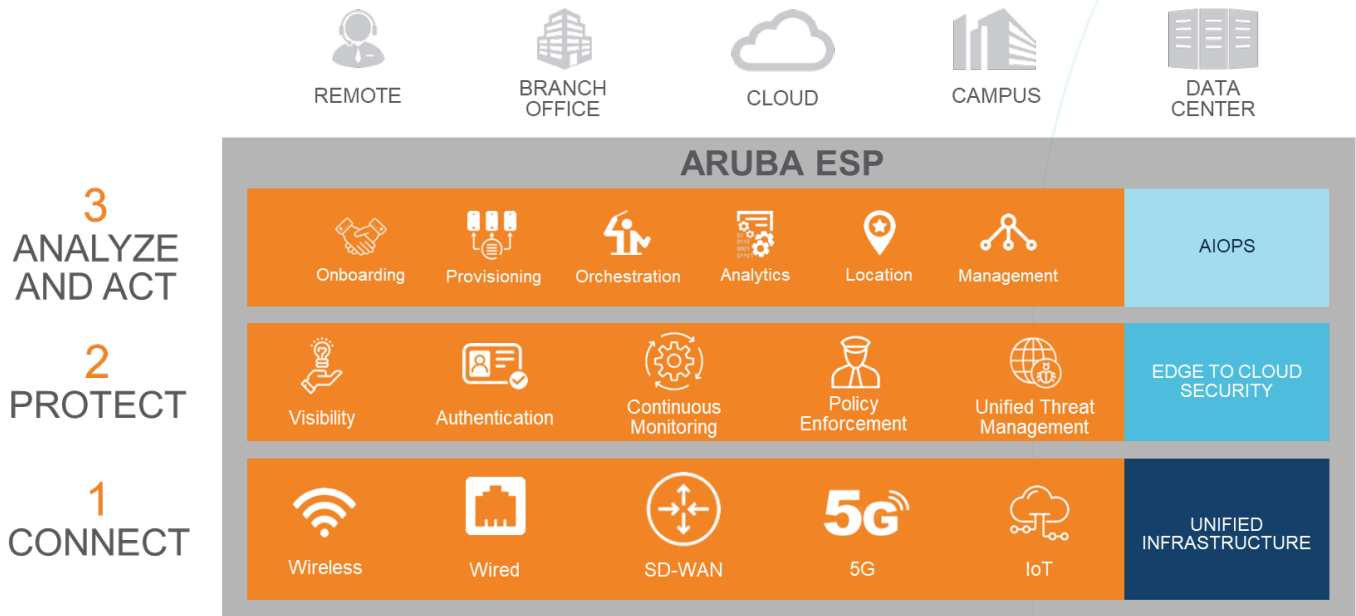 REMOTE
BRANCH
OFFICE
CLOUD
CAMPUS
DATA
CENTER
ARUBA ESP
3
ANALYZE
AND ACT
Onboarding
Provisioning
Orchestration
Analytics
Location
Management
AIOPS
2
PROTECT
Visibility
Authentication
Continuous
Monitoring
Policy
Enforcement
Unified Threat
Management
EDGE TO CLOUD
SECURITY
1
CONNECT
5G
Wireless
Wired
SD-WAN
5G
IoT
UNIFIED
INFRASTRUCTURE